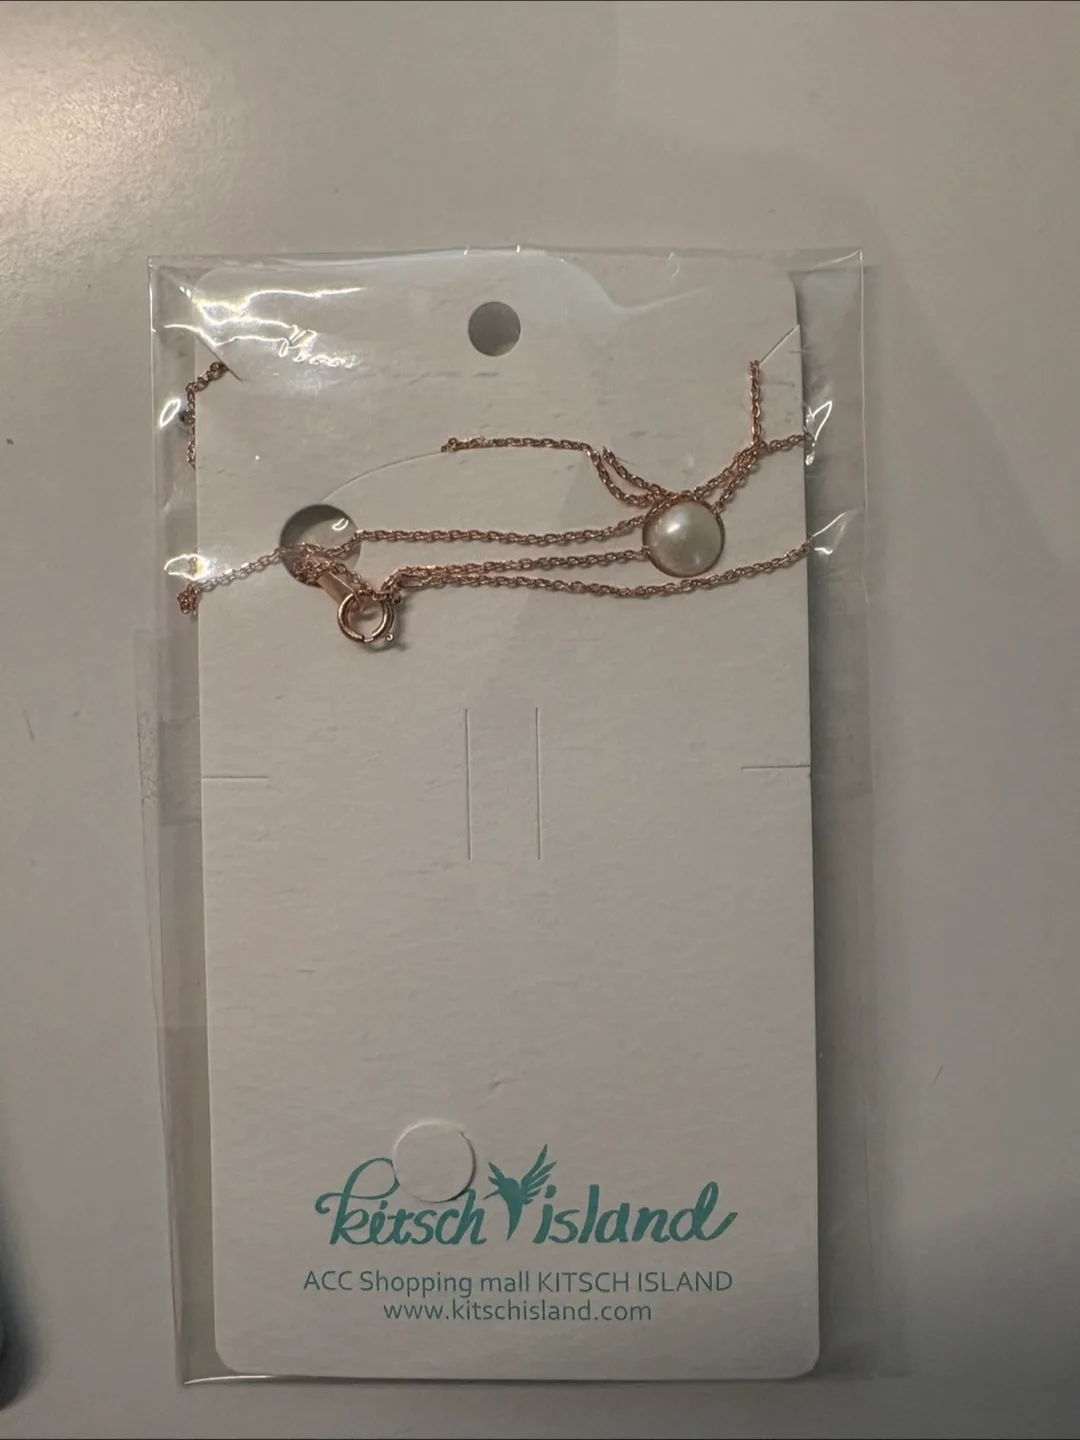 kitsch island
ACC Shopping mall KITSCH ISLAND
www.kitschisland.com